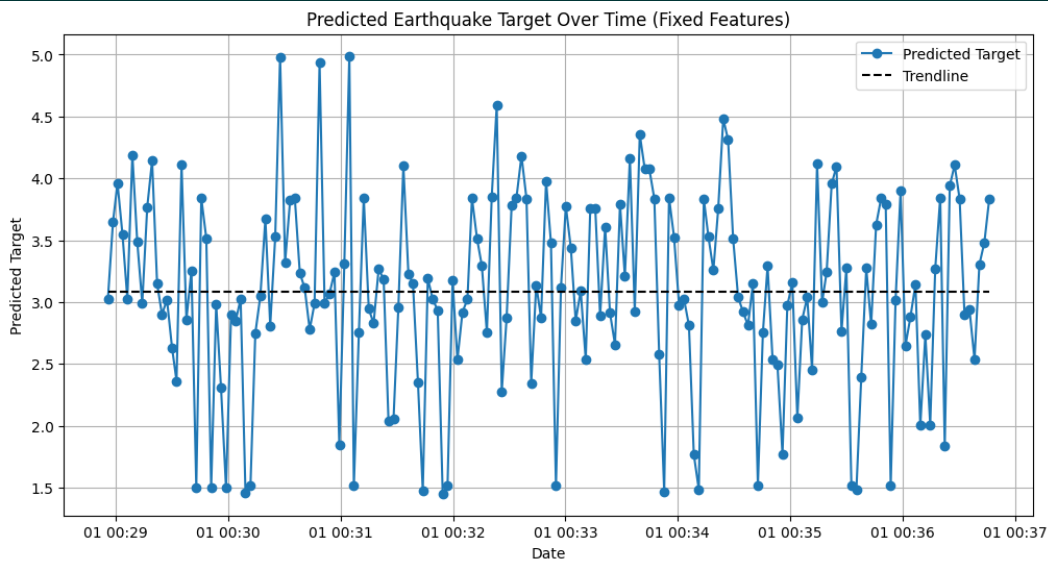 Predicted Earthquake Target Over Time (Fixed Features)
Predicted Target
Trendline
5.0
4.5
4.0
3.5
3.0
2.5
2.0
1.5
Predicted Target
01 00:29 01 00:30 01 00:31 01 00:32 01 00:33 01 00:34 01 00:35 01 00:36 01 00:37
Date